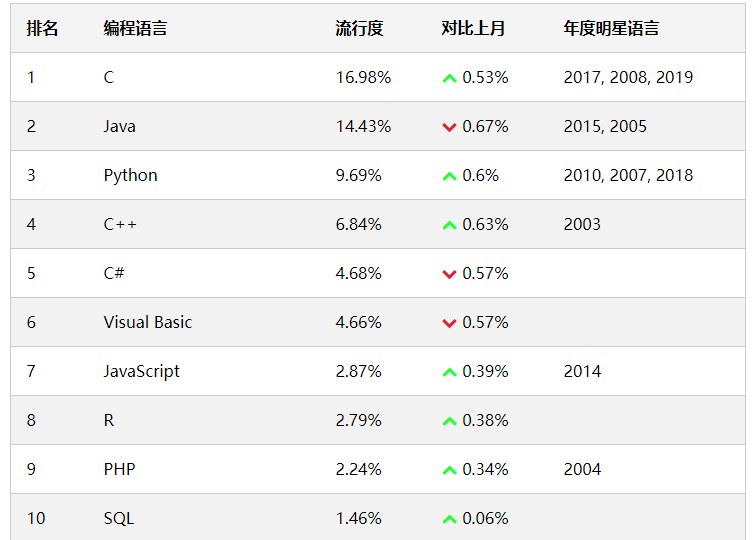 排名 编程语言 流行度 对比上月 年度明星语言
1 C 16.98% 0.53% 2017, 2008, 2019
2 Java 14.43% 0.67% 2015, 2005
3 Python 9.69% 0.6% 2010, 2007, 2018
4 C++ 6.84% 0.63% 2003
5 C# 4.68% 0.57%
6 Visual Basic 4.66% 0.57%
7 JavaScript 2.87% 0.39% 2014
8 R 2.79% 0.38%
9 PHP 2.24% 0.34% 2004
10 SQL 1.46% 0.06%